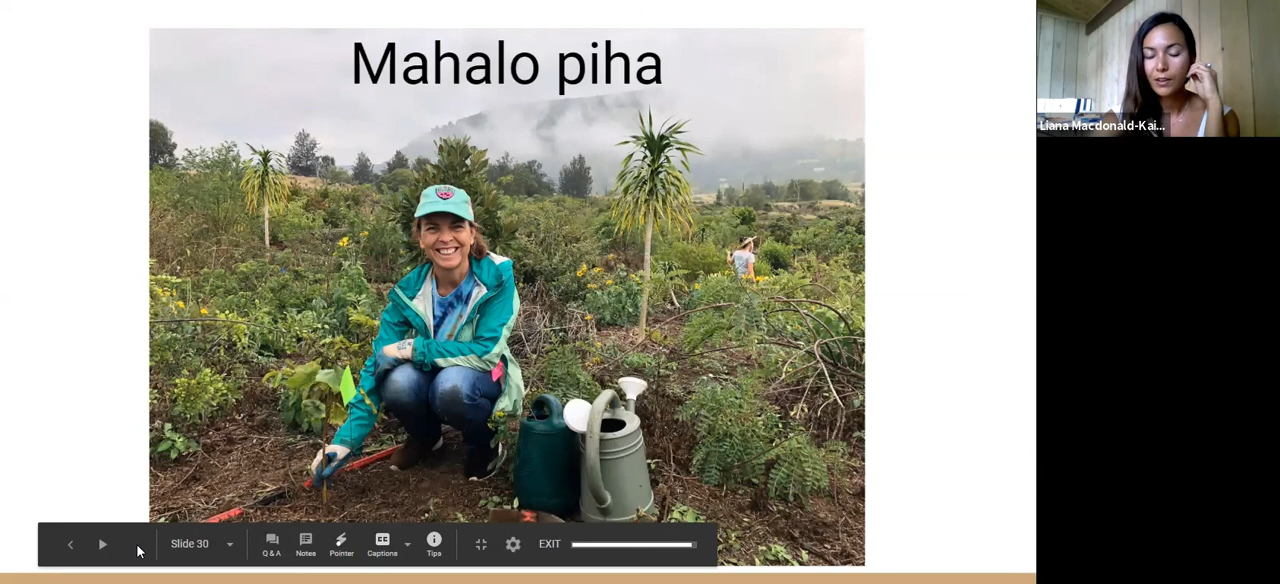 Mahalo piha
Liana Macdonald-Kai...
Slide 30
Q & A
Notes
Pointer
Captions
Tips
EXIT